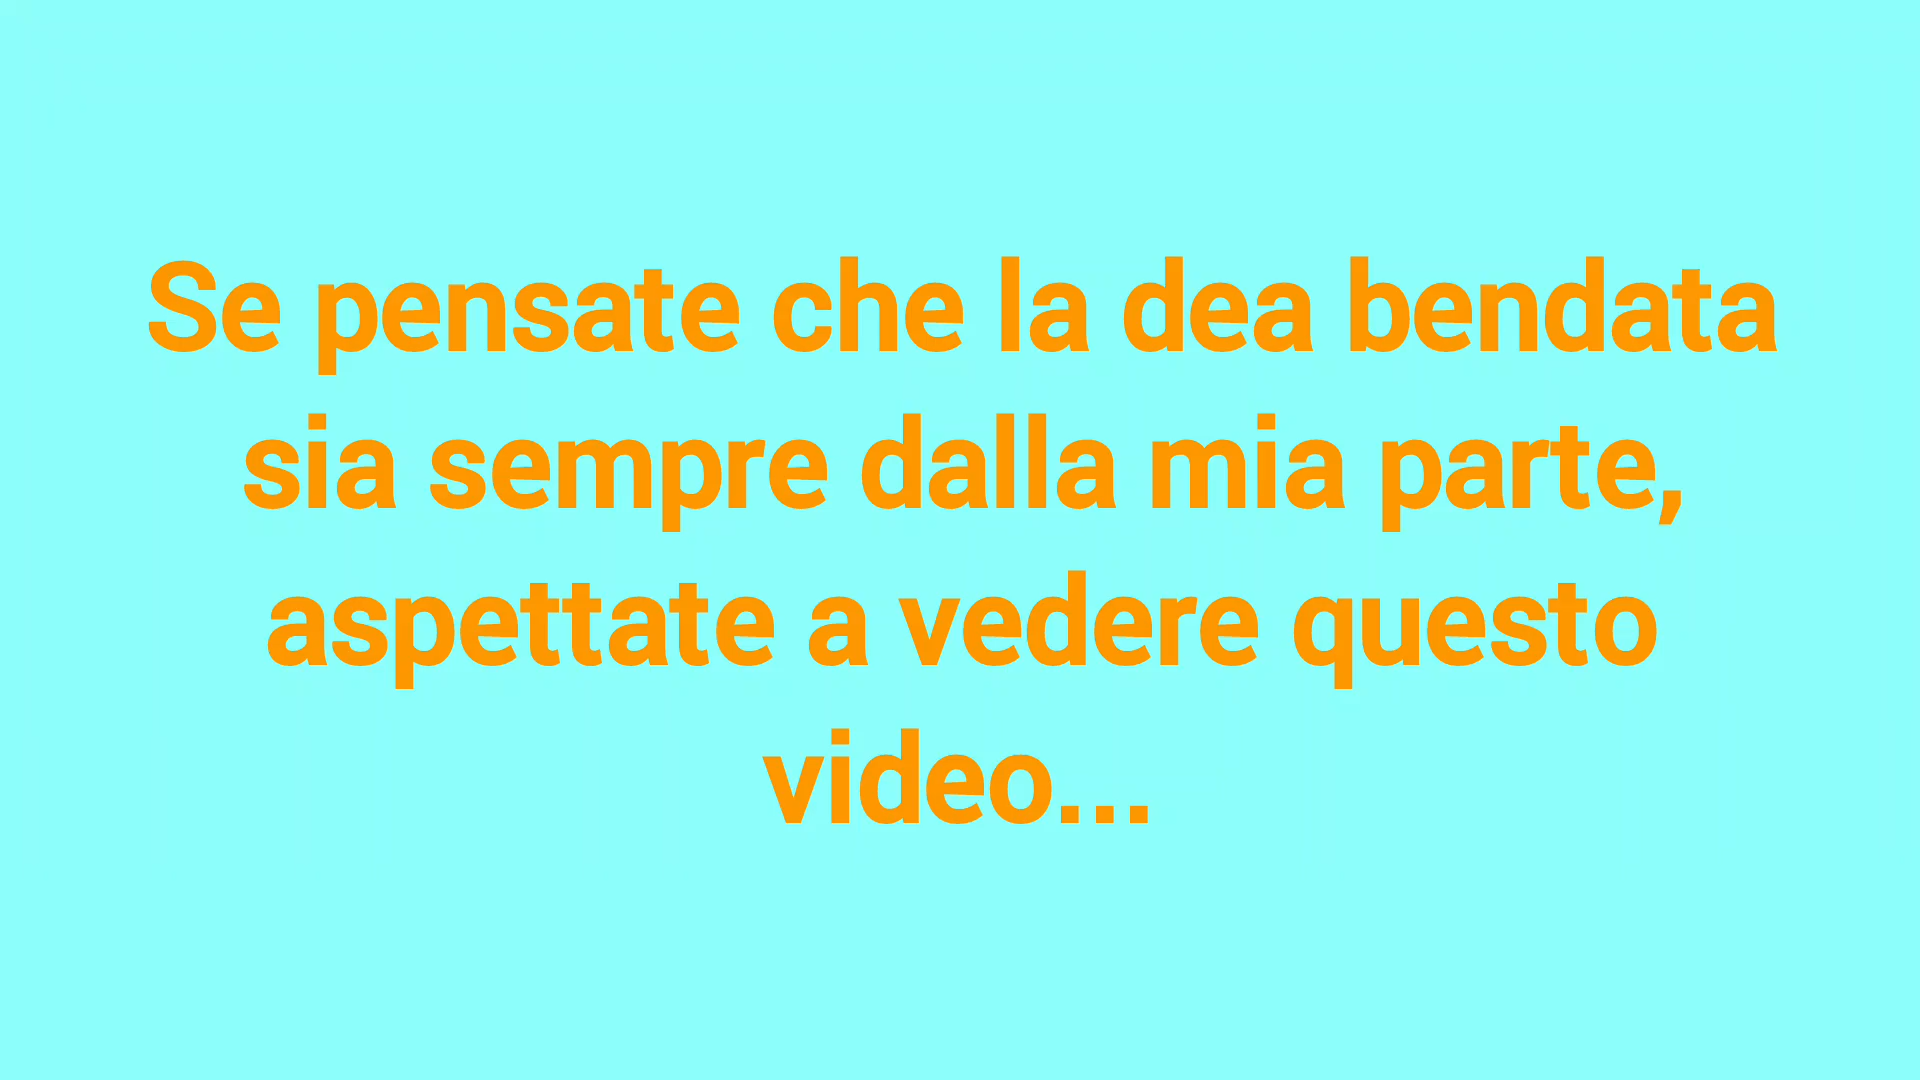 Se pensate che la dea bendata
sia sempre dalla mia parte,
aspettate a vedere questo
video...